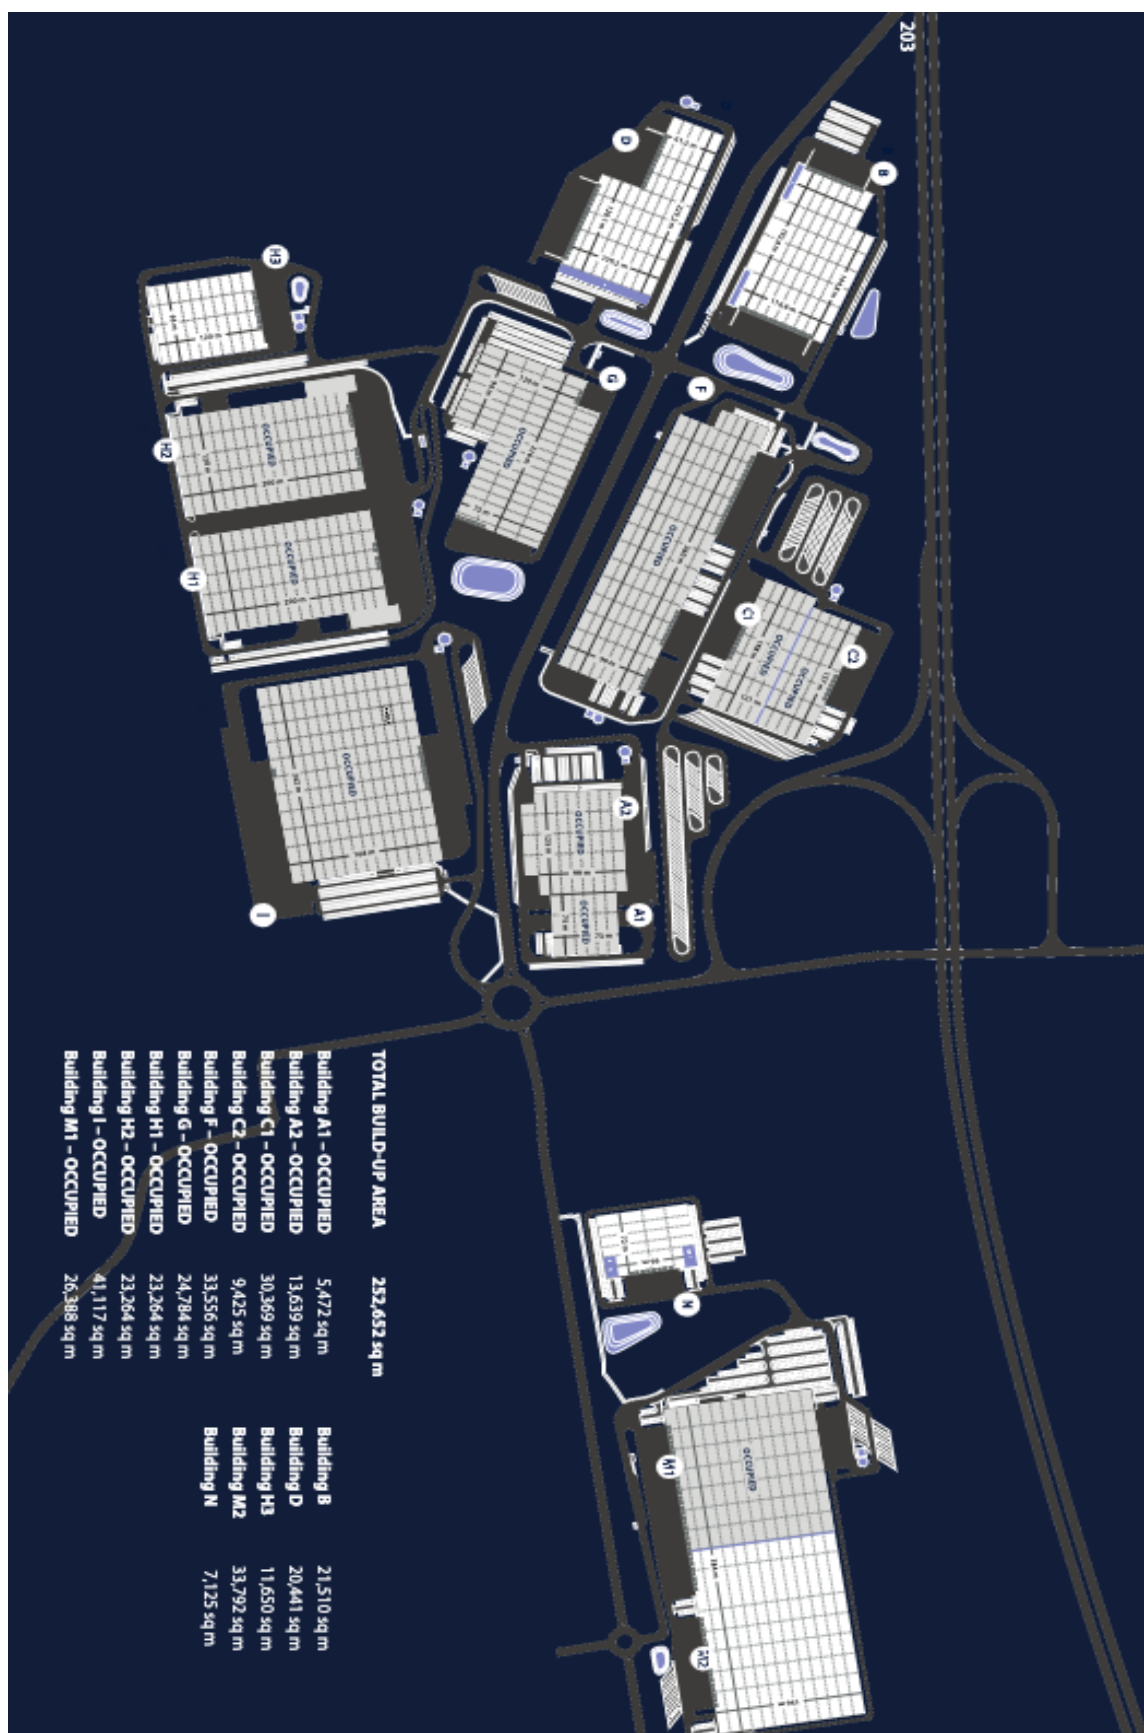 203
D
B
H3
G
F
OCCUPIED
H2
OCCUPIED
OCCUPIED
OCCUPIED
H1
C1
OCCUPIED
OCCUPIED
C2
OCCUPIED
I
OCCUPIED
A2
OCCUPIED
A1
TOTAL BUILD-UP AREA 252,652 sq m
Building A1 – OCCUPIED 5,472 sq m
Building A2 – OCCUPIED 13,639 sq m
Building C1 – OCCUPIED 30,369 sq m
Building C2 – OCCUPIED 9,425 sq m
Building F – OCCUPIED 33,556 sq m
Building G – OCCUPIED 24,784 sq m
Building H1 – OCCUPIED 23,264 sq m
Building H2 – OCCUPIED 23,264 sq m
Building I – OCCUPIED 41,117 sq m
Building M1 – OCCUPIED 26,388 sq m
Building B 21,510 sq m
Building D 20,441 sq m
Building H3 11,650 sq m
Building M2 33,792 sq m
Building N 7,125 sq m
N
M1
OCCUPIED
M2